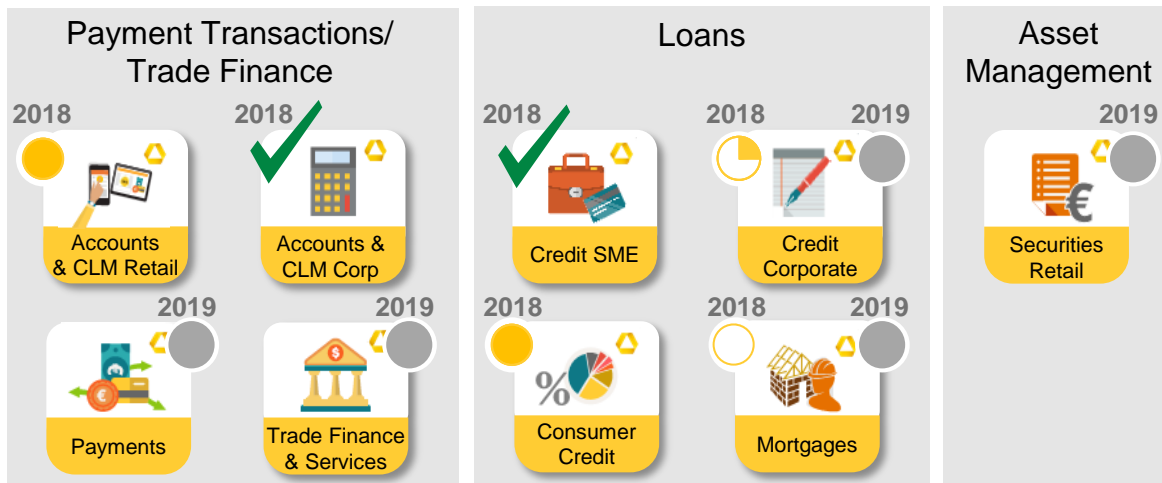 Payment Transactions/
Trade Finance
2018
Accounts
& CLM Retail
2018
Accounts &
CLM Corp
2019
Payments
2019
Trade Finance
& Services
Loans
2018
Credit SME
2018
2019
Credit
Corporate
2018
%
Consumer
Credit
2018
2019
Mortgages
Asset
Management
2019
€
Securities
Retail